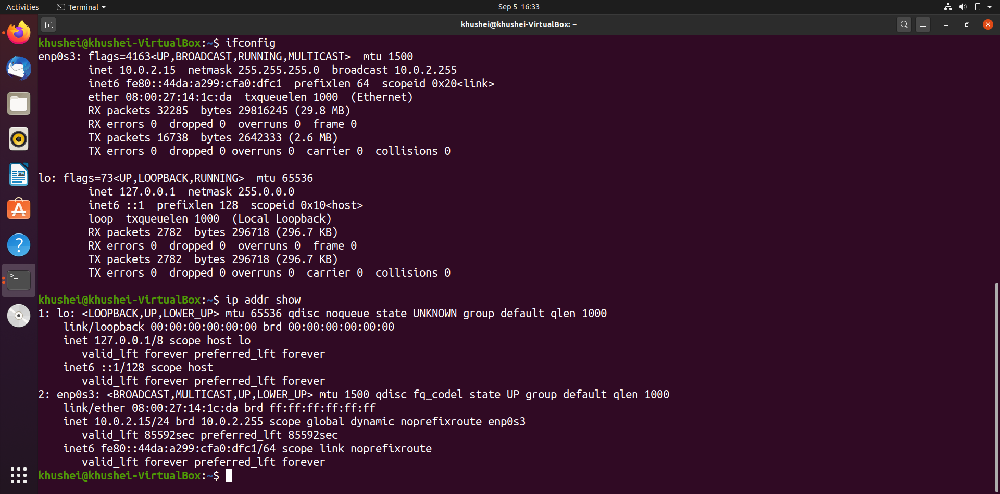 Activities Terminal Sep 5 16:33
khushei@khushei-VirtualBox: ~
khushei@khushei-VirtualBox:~$ ifconfig
enp0s3: flags=4163<UP,BROADCAST,RUNNING,MULTICAST>  mtu 1500
        inet 10.0.2.15  netmask 255.255.255.0  broadcast 10.0.2.255
        inet6 fe80::44da:a299:cfa0:dfc1  prefixlen 64  scopeid 0x20<link>
        ether 08:00:27:14:1c:da  txqueuelen 1000  (Ethernet)
        RX packets 32285  bytes 29816245 (29.8 MB)
        RX errors 0  dropped 0  overruns 0  frame 0
        TX packets 16738  bytes 2642333 (2.6 MB)
        TX errors 0  dropped 0 overruns 0  carrier 0  collisions 0

lo: flags=73<UP,LOOPBACK,RUNNING>  mtu 65536
        inet 127.0.0.1  netmask 255.0.0.0
        inet6 ::1  prefixlen 128  scopeid 0x10<host>
        loop  txqueuelen 1000  (Local Loopback)
        RX packets 2782  bytes 296718 (296.7 KB)
        RX errors 0  dropped 0  overruns 0  frame 0
        TX packets 2782  bytes 296718 (296.7 KB)
        TX errors 0  dropped 0 overruns 0  carrier 0  collisions 0

khushei@khushei-VirtualBox:~$ ip addr show
1: lo: <LOOPBACK,UP,LOWER_UP> mtu 65536 qdisc noqueue state UNKNOWN group default qlen 1000
    link/loopback 00:00:00:00:00:00 brd 00:00:00:00:00:00
    inet 127.0.0.1/8 scope host lo
       valid_lft forever preferred_lft forever
    inet6 ::1/128 scope host
       valid_lft forever preferred_lft forever
2: enp0s3: <BROADCAST,MULTICAST,UP,LOWER_UP> mtu 1500 qdisc fq_codel state UP group default qlen 1000
    link/ether 08:00:27:14:1c:da brd ff:ff:ff:ff:ff:ff
    inet 10.0.2.15/24 brd 10.0.2.255 scope global dynamic noprefixroute enp0s3
       valid_lft 85592sec preferred_lft 85592sec
    inet6 fe80::44da:a299:cfa0:dfc1/64 scope link noprefixroute
       valid_lft forever preferred_lft forever
khushei@khushei-VirtualBox:~$